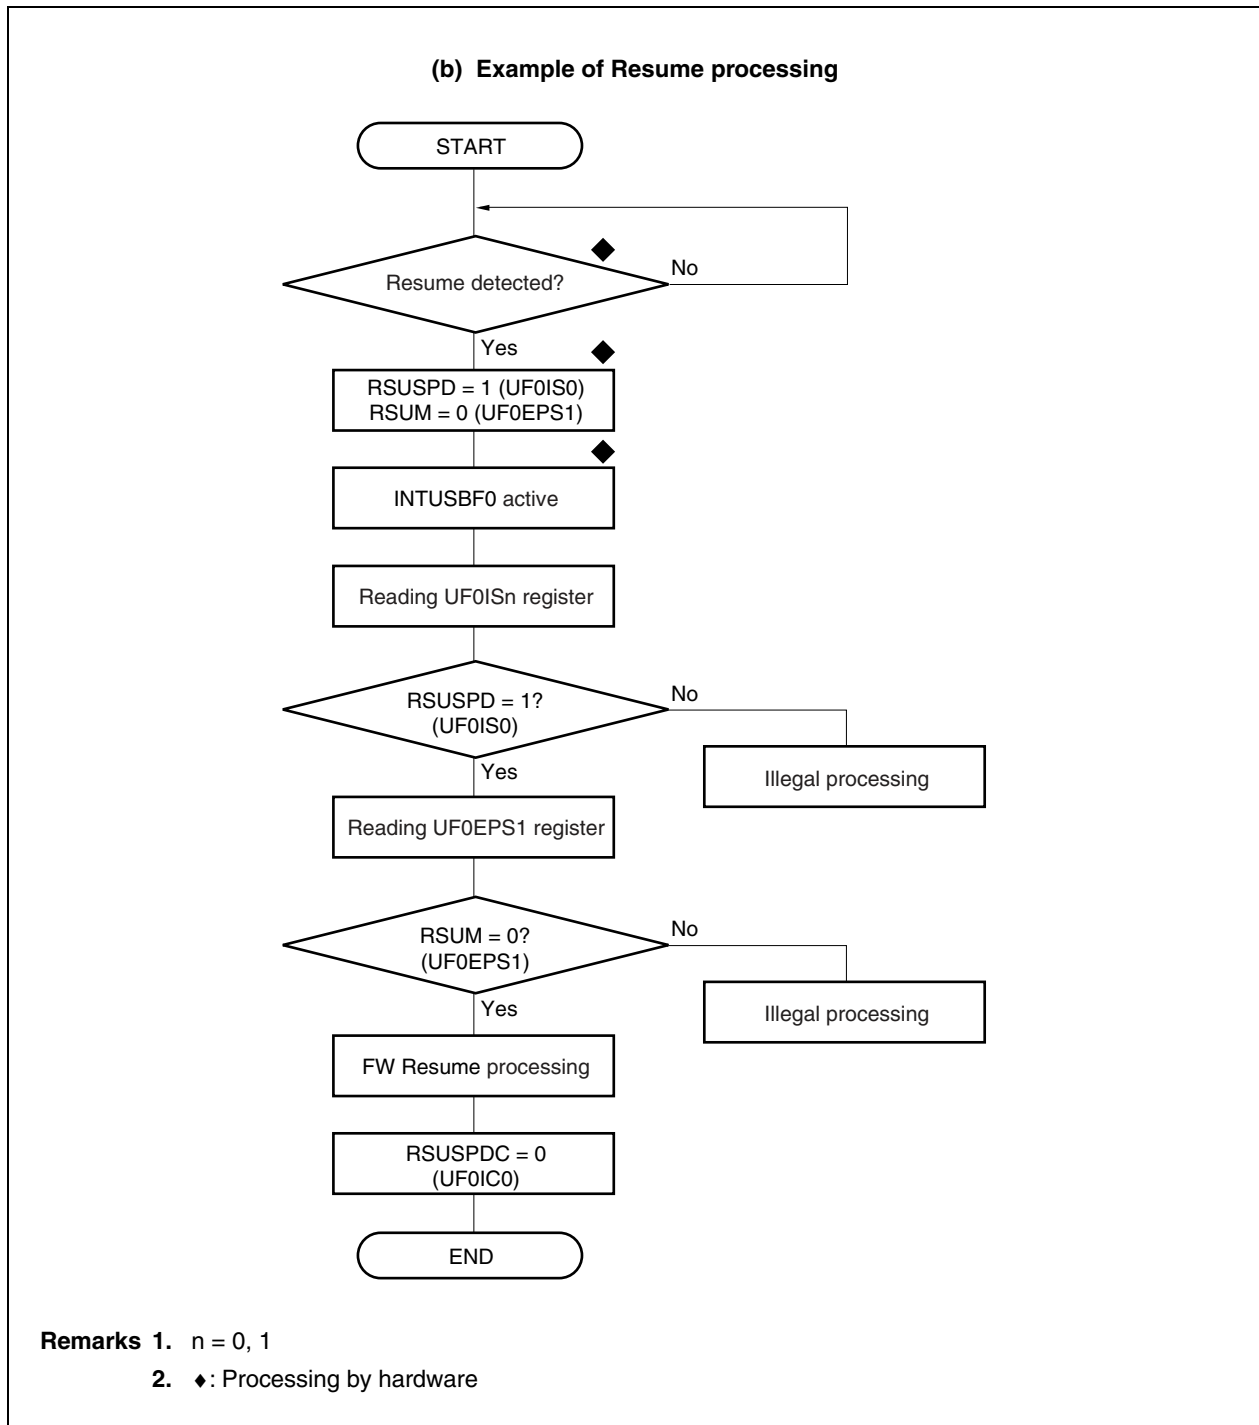 (b) Example of Resume processing
START
Resume detected?
No
Yes
RSUSPD = 1 (UF0IS0)
RSUM = 0 (UF0EPS1)
INTUSBF0 active
Reading UF0ISn register
RSUSPD = 1?
(UF0IS0)
No
Illegal processing
Yes
Reading UF0EPS1 register
RSUM = 0?
(UF0EPS1)
No
Illegal processing
Yes
FW Resume processing
RSUSPDC = 0
(UF0IC0)
END
Remarks 1. n = 0, 1
2. ♦: Processing by hardware